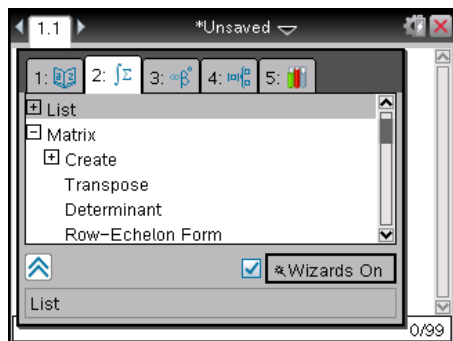 1.1 *Unsaved
1: 2: ∫Σ 3: ∞β° 4: 5:
List
Matrix
Create
Transpose
Determinant
Row-Echelon Form
Wizards On
List
0/99